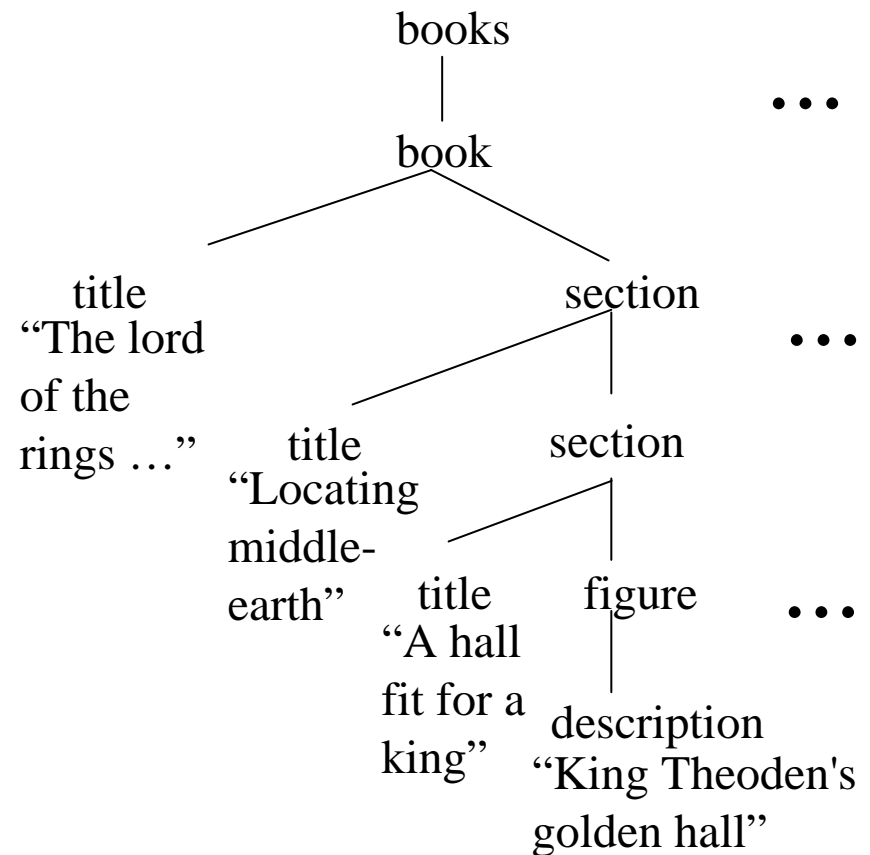 books
...
book
title
“The lord
of the
rings …”
section
...
title
“Locating
middle-
earth”
section
title
“A hall
fit for a
king”
figure
...
description
“King Theoden's
golden hall”